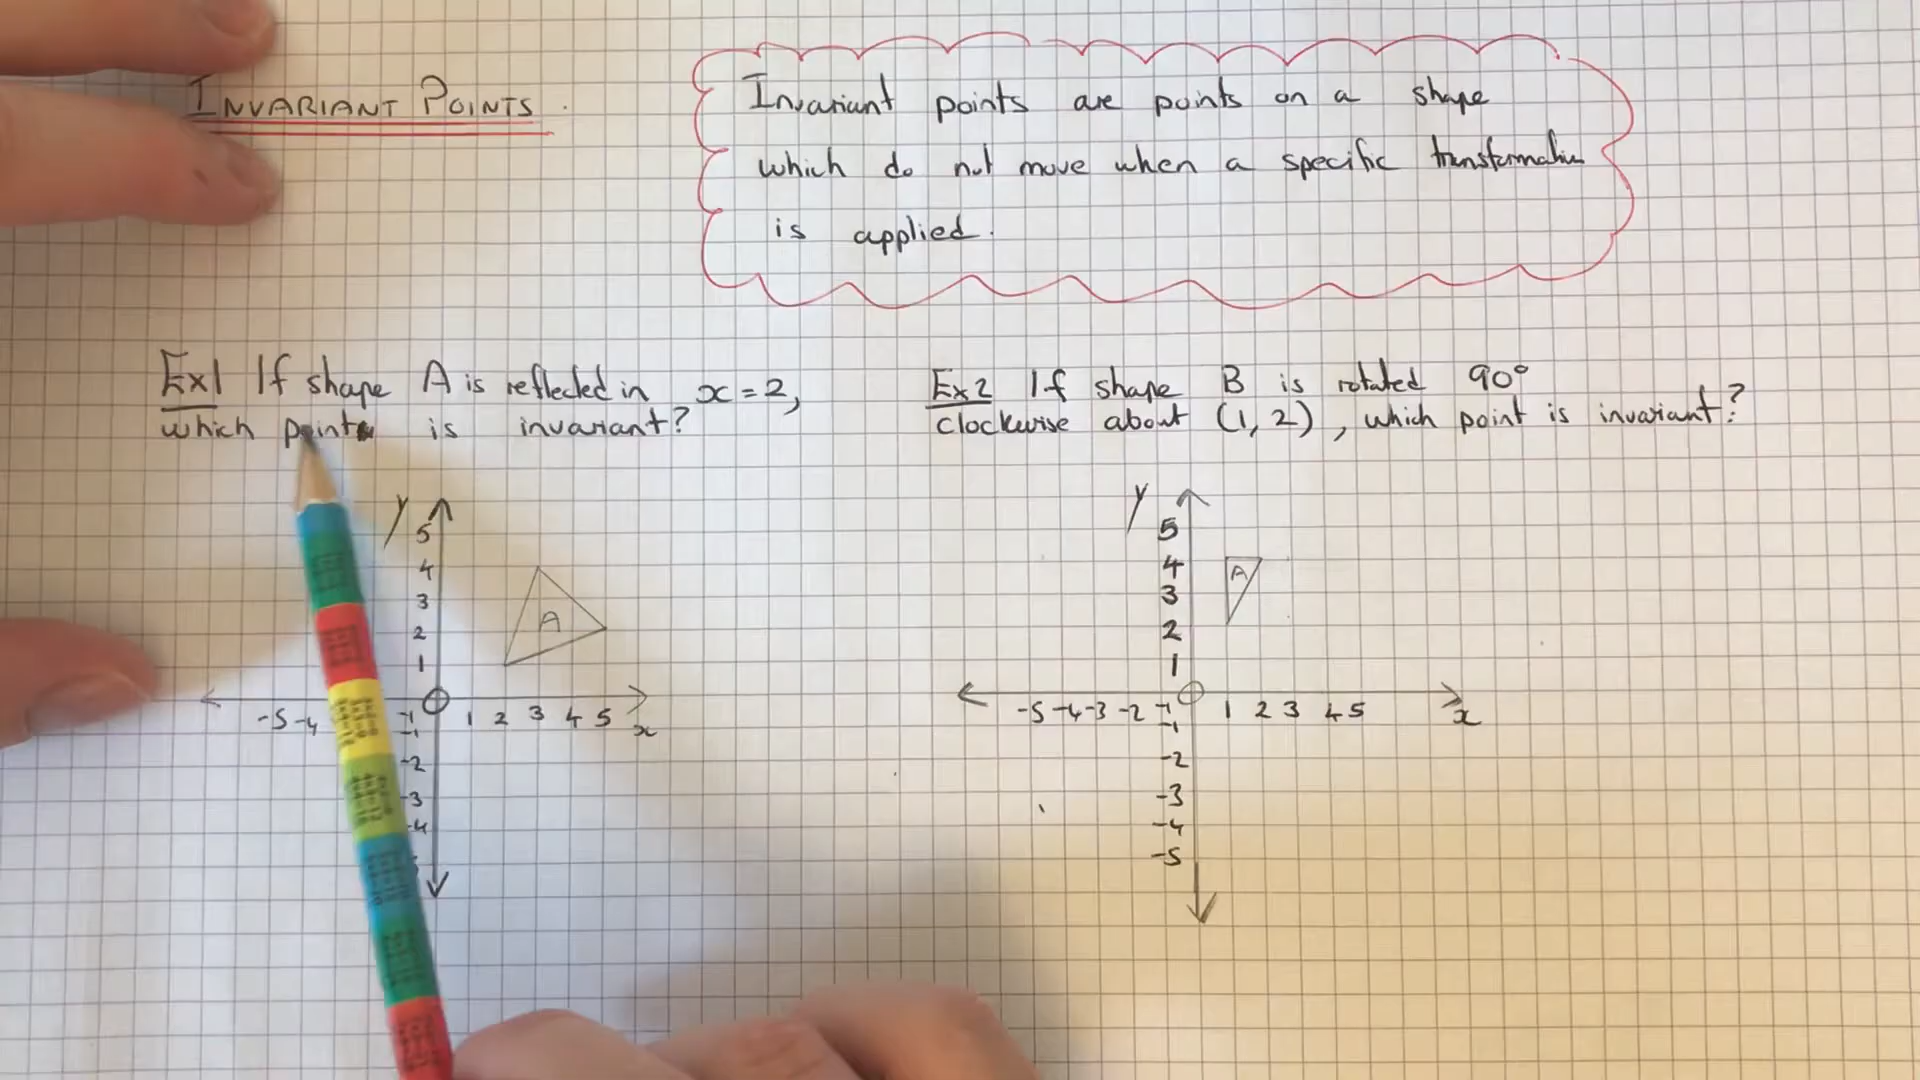 INVARIANT POINTS.
Invariant points are points on a shape
which do not move when a specific transformation
is applied.
Ex1 If shape A is reflected in x=2,
which point is invariant?
Ex2 If shape B is rotated 90°
clockwise about (1,2), which point is invariant?
y
5
4
3
2
1
A
-5 -4 -1 1 2 3 4 5 x
-1
-2
-3
-4
y
5
4
3
2
1
A
-5 -4 -3 -2 -1 1 2 3 4 5 x
-1
-2
-3
-4
-5